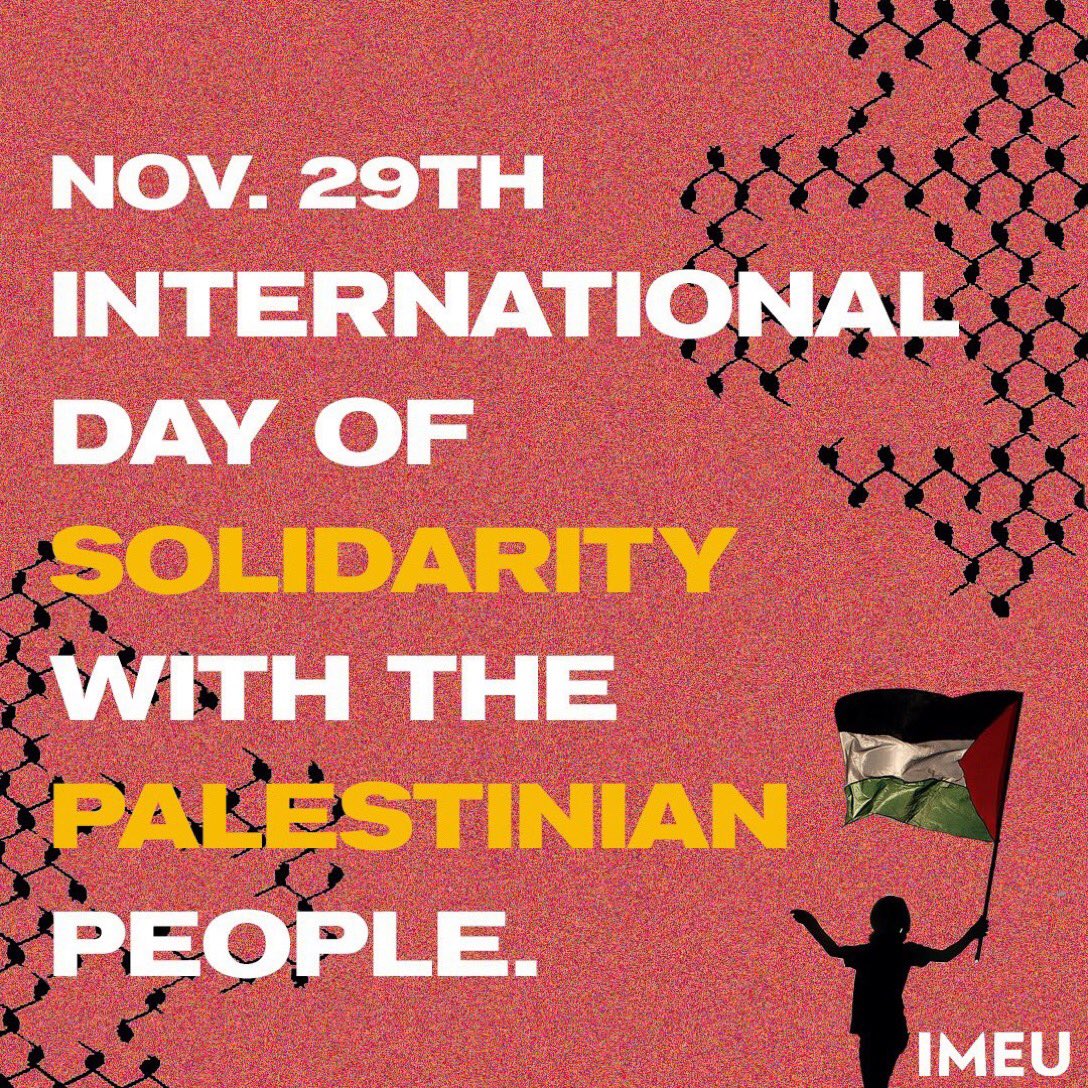 NOV. 29TH
INTERNATIONAL
DAY OF
SOLIDARITY
WITH THE
PALESTINIAN
PEOPLE.
IMEU